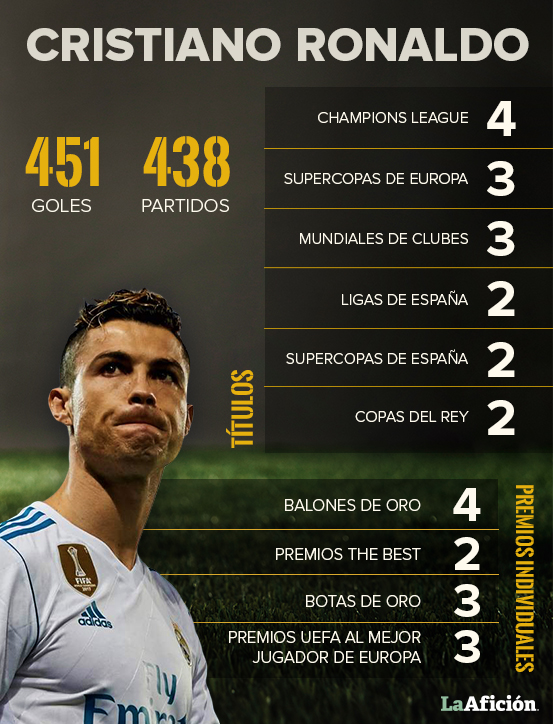 CRISTIANO RONALDO
451
GOLES
438
PARTIDOS
TÍTULOS
CHAMPIONS LEAGUE 4
SUPERCOPAS DE EUROPA 3
MUNDIALES DE CLUBES 3
LIGAS DE ESPAÑA 2
SUPERCOPAS DE ESPAÑA 2
COPAS DEL REY 2
PREMIOS INDIVIDUALES
BALONES DE ORO 4
PREMIOS THE BEST 2
BOTAS DE ORO 3
PREMIOS UEFA AL MEJOR
JUGADOR DE EUROPA 3
FIFA
adidas
Fly
LaAfición.